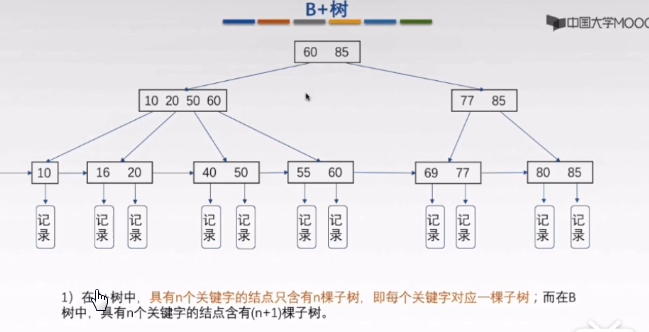 B+树
中国大学MOOC
60 85
10 20 50 60
77 85
10
16 20
40 50
55 60
69 77
80 85
记录
记录
记录
记录
记录
记录
记录
记录
记录
记录
记录
1）在 树中，具有n个关键字的结点只含有n棵子树，即每个关键字对应一棵子树；而在B
树中，具有n个关键字的结点含有(n+1)棵子树。